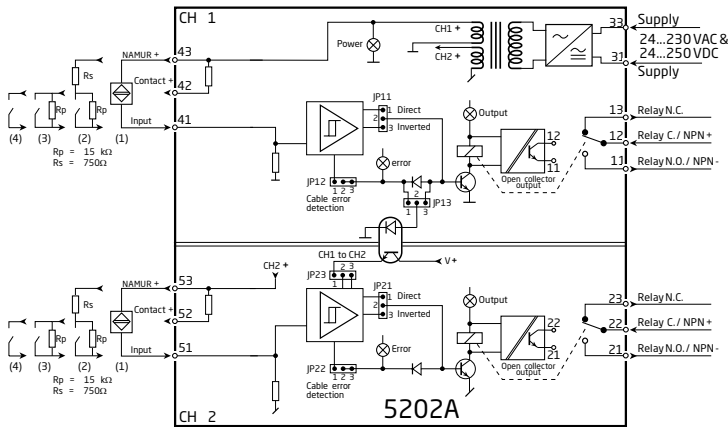 CH 1
33
Supply
24...230 VAC &
24...250 VDC
31
Supply
CH1 +
CH2 +
Power
NAMUR +
43
Rs
Contact +
42
Rp
Rp
Input
41
(4) (3) (2) (1)
Rp = 15 kΩ
Rs = 750Ω
JP11
1 Direct
2
3 Inverted
error
JP12
1 2 3
Cable error
detection
2
1 3
JP13
Output
12
11
Open collector
output
13
Relay N.C.
12
Relay C. / NPN +
11
Relay N.O. / NPN -
CH1 to CH2
V +
CH2 +
JP23
2
1 3
NAMUR +
53
Rs
Contact +
52
Rp
Rp
Input
51
(4) (3) (2) (1)
Rp = 15 kΩ
Rs = 750Ω
JP21
1 Direct
2
3 Inverted
Error
JP22
1 2 3
Cable error
detection
Output
22
21
Open collector
output
23
Relay N.C.
22
Relay C. / NPN +
21
Relay N.O. / NPN -
CH 2
5202A